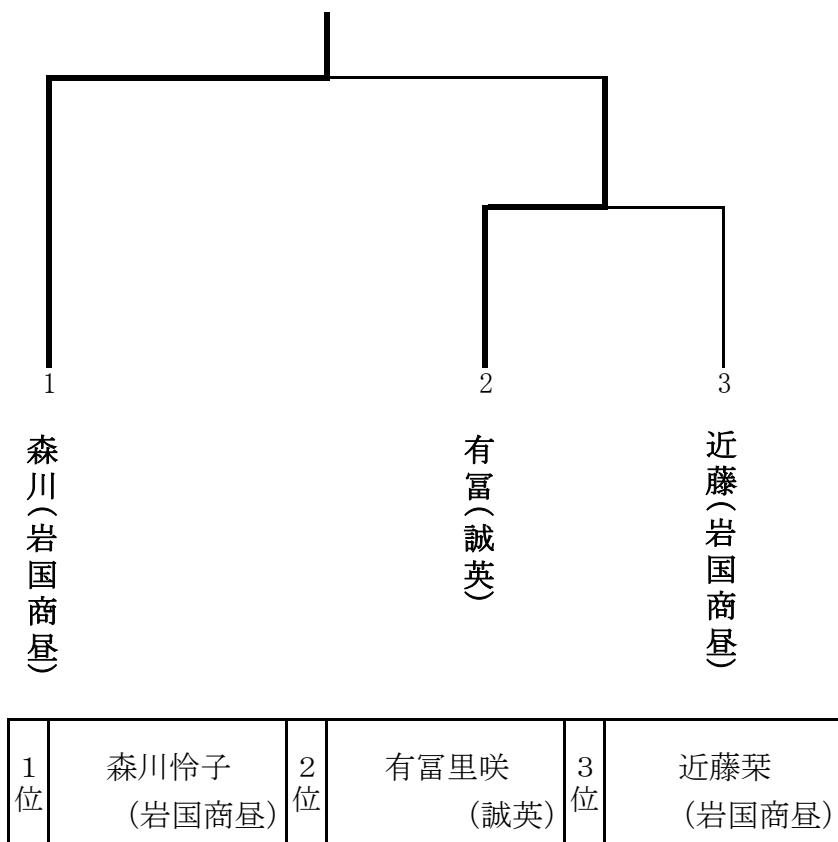 1
2
3
森川(岩国商昼)
有冨(誠英)
近藤(岩国商昼)
1位
森川怜子
(岩国商昼)
2位
有冨里咲
(誠英)
3位
近藤栞
(岩国商昼)